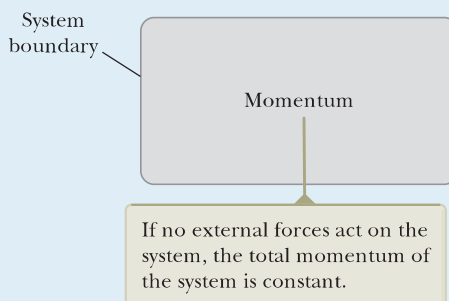 System
boundary
Momentum
If no external forces act on the
system, the total momentum of
the system is constant.